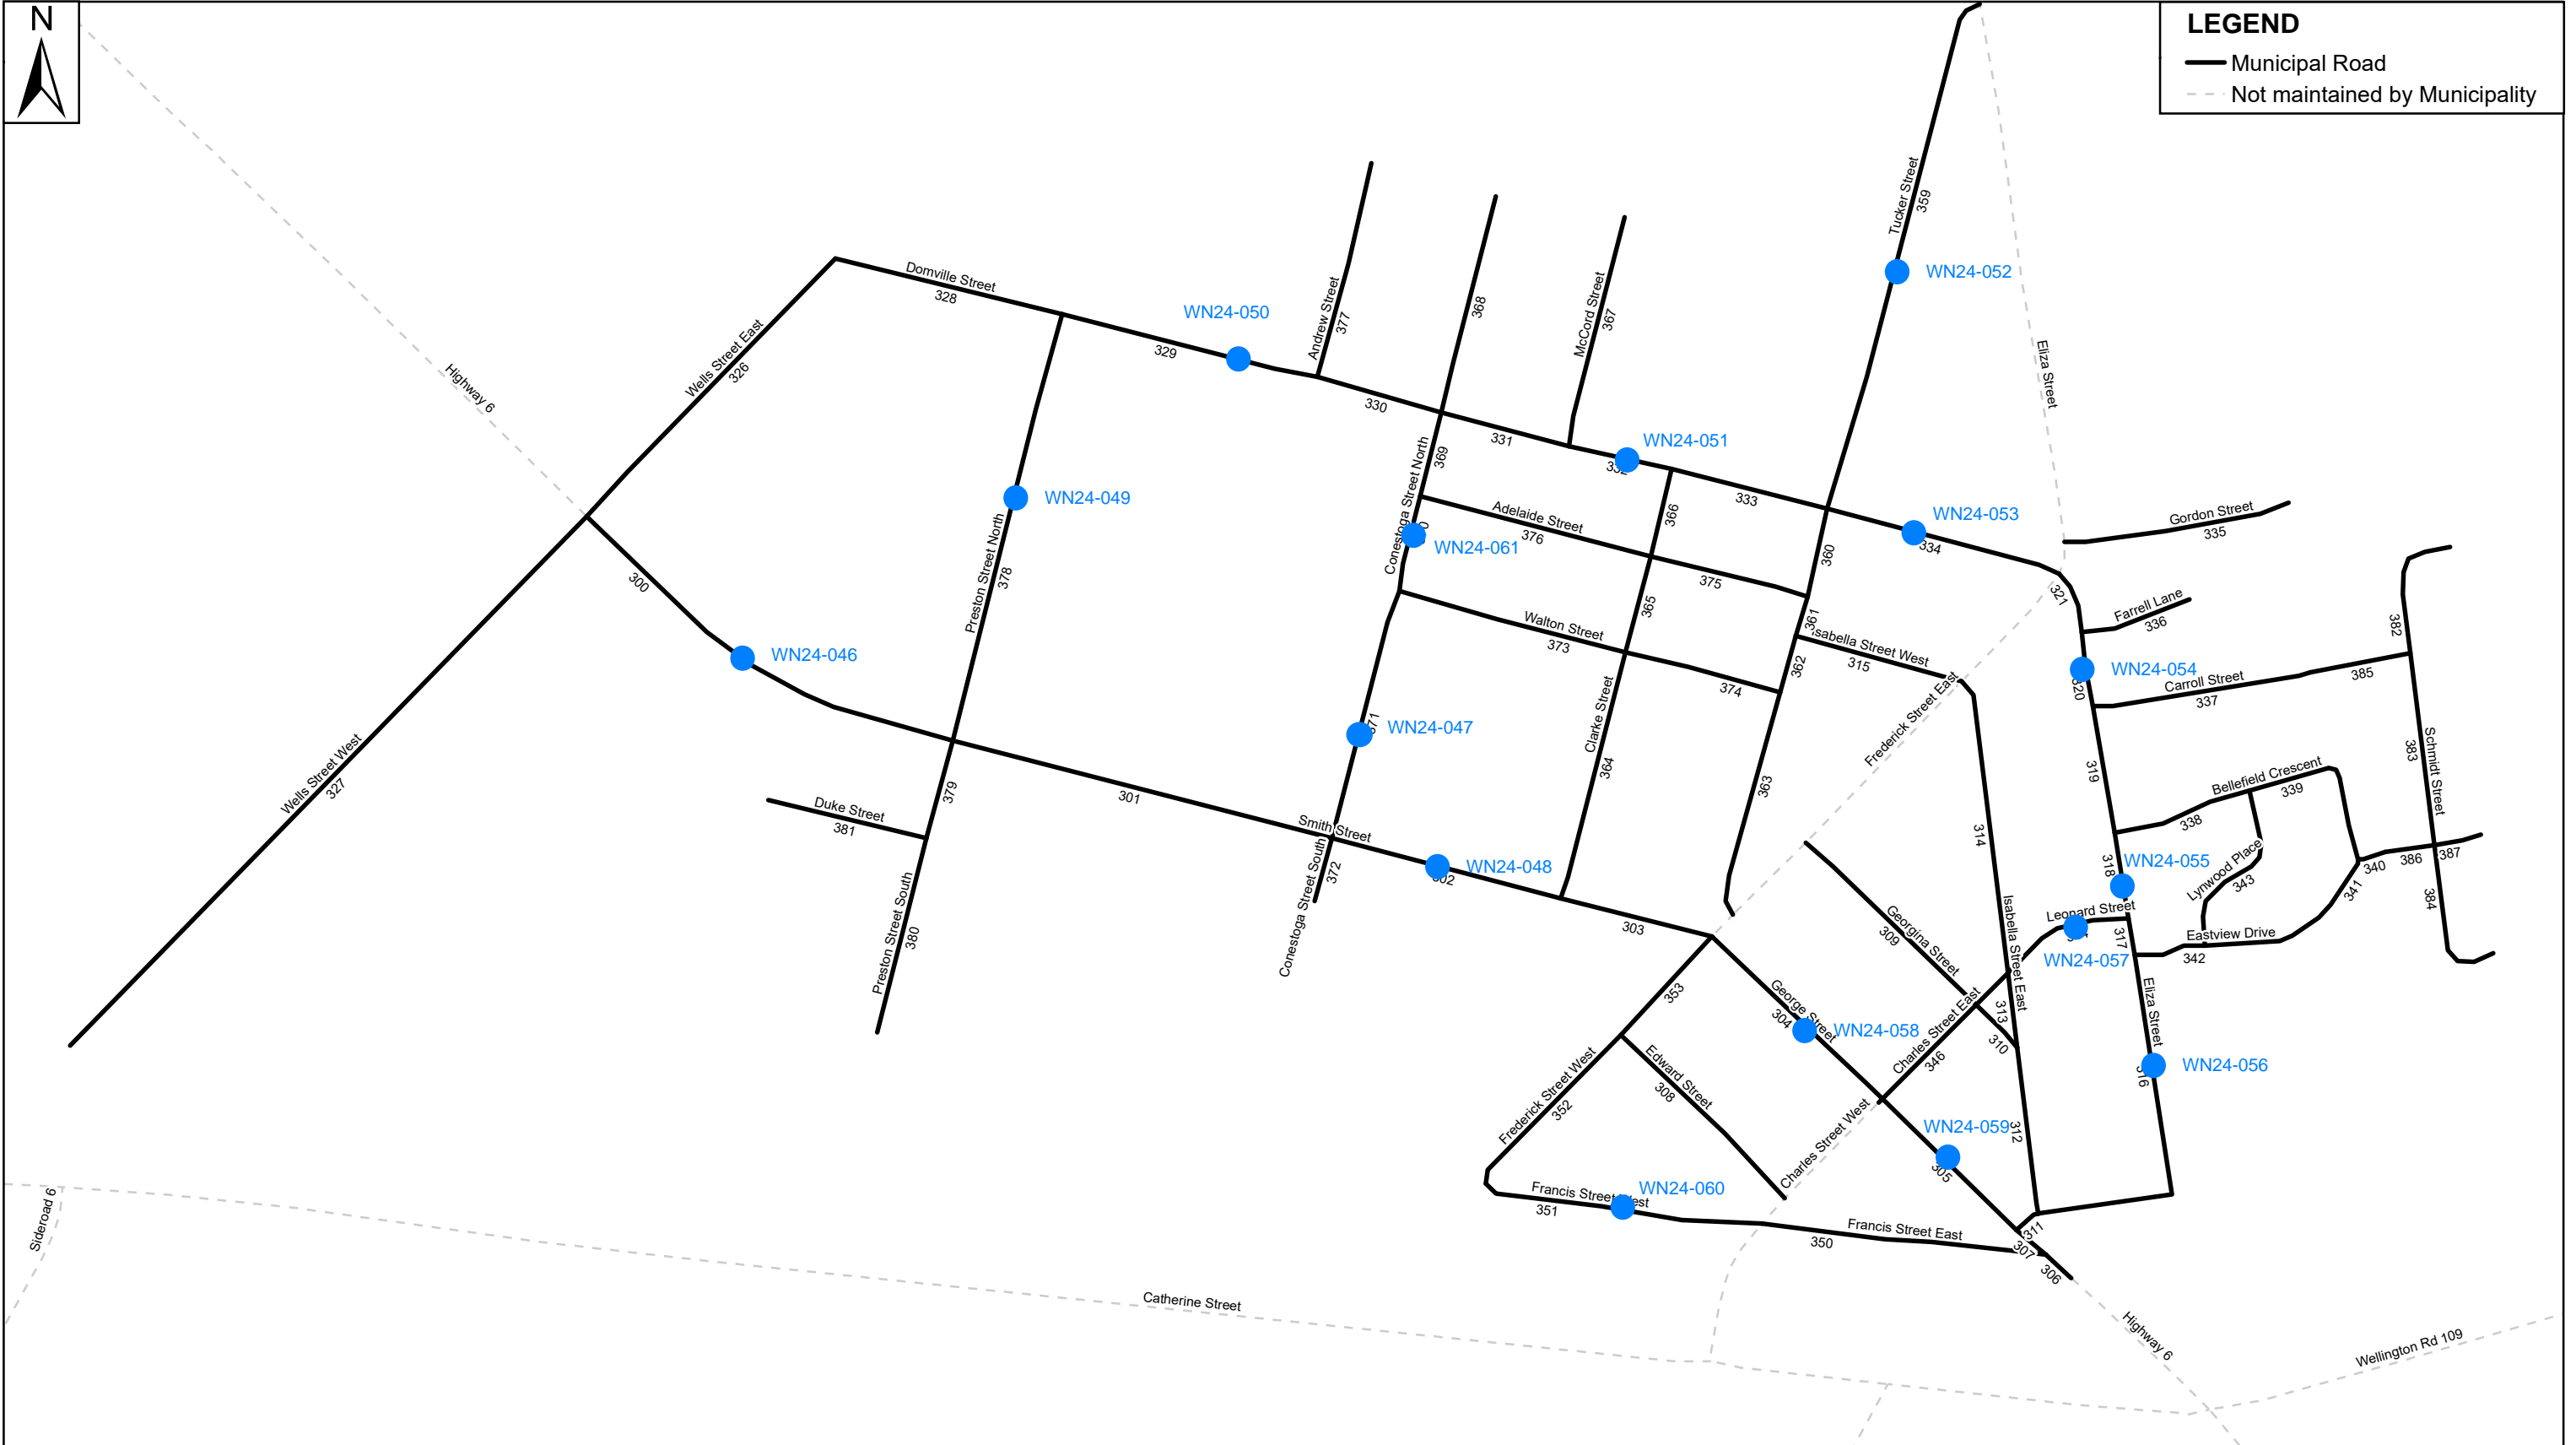 N
LEGEND
Municipal Road
Not maintained by Municipality
Tucker Street
359
WN24-052
Domville Street
328
WN24-050
329
Andrew Street
377
368
McCord Street
367
Wells Street East
326
Highway 6
330
331
WN24-051
333
Eliza Street
WN24-049
Conestoga Street North
369
366
Adelaide Street
376
WN24-061
WN24-053
334
Gordon Street
335
360
300
Preston Street North
378
375
365
321
Farrell Lane
336
382
Walton Street
373
361
Isabella Street West
315
362
374
WN24-046
WN24-054
Carroll Street
337
385
320
Frederick Street East
Clarke Street
364
WN24-047
371
Wells Street West
327
379
301
363
319
Schmidt Street
383
Bellefield Crescent
339
338
Duke Street
381
Smith Street
314
WN24-055
318
Lynwood Place
343
340
386
387
341
384
WN24-048
302
372
Conestoga Street South
Preston Street South
380
303
Georgina Street
309
Isabella Street East
Leonard Street
WN24-057
317
Eastview Drive
342
353
George Street
304
WN24-058
Charles Street East
346
313
310
Eliza Street
WN24-056
316
Edward Street
308
Frederick Street West
352
Charles Street West
WN24-059
305
312
Francis Street West
351
WN24-060
Francis Street East
350
311
307
306
Sideroad 6
Catherine Street
Highway 6
Wellington Rd 109